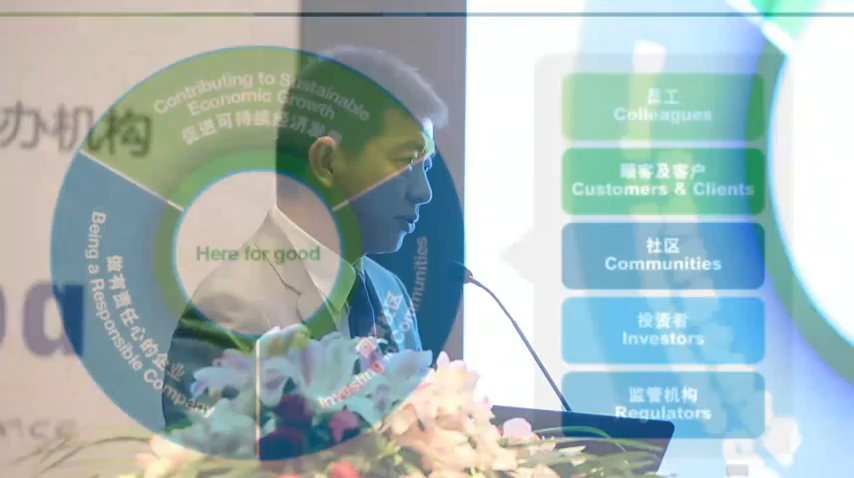 办机构
Contributing to Sustainable
Economic Growth
促进可持续经济发展
Being a Responsible Company
做有责任心的企业
Here for good
Investing
社区
Communities
员工
Colleagues
顾客及客户
Customers & Clients
社区
Communities
投资者
Investors
监管机构
Regulators